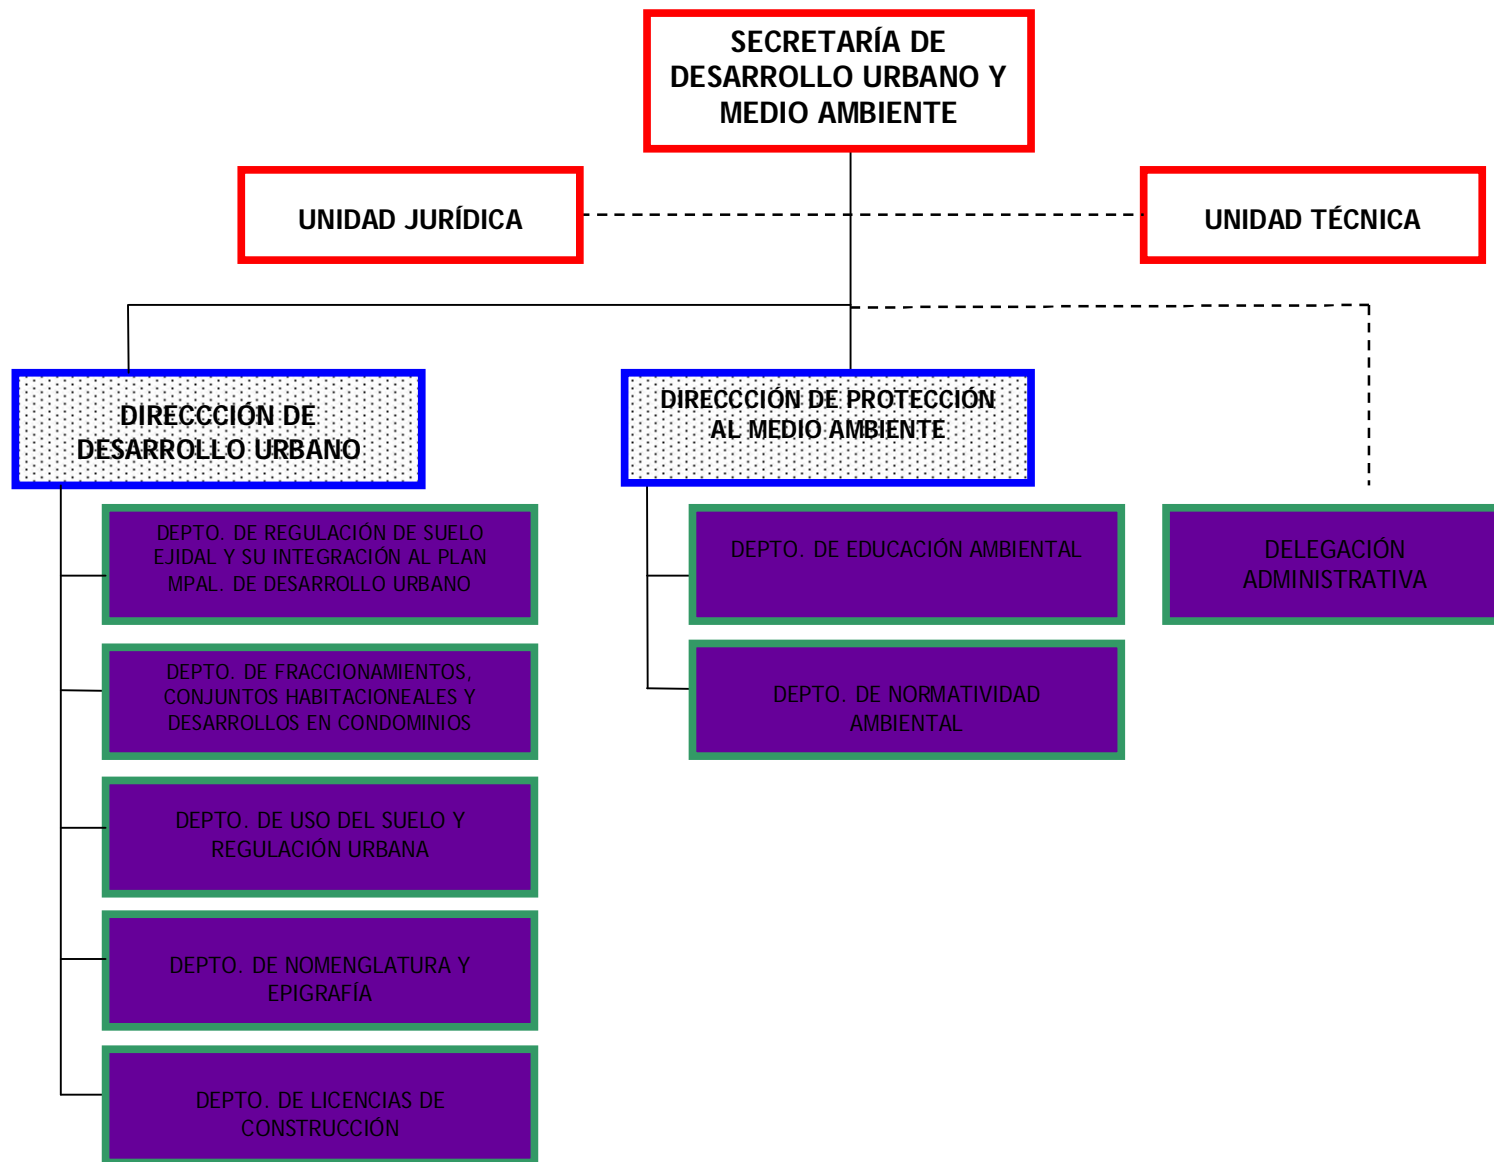 SECRETARÍA DE
DESARROLLO URBANO Y
MEDIO AMBIENTE
UNIDAD JURÍDICA
UNIDAD TÉCNICA
DIRECCCIÓN DE
DESARROLLO URBANO
DIRECCCIÓN DE PROTECCIÓN
AL MEDIO AMBIENTE
DEPTO. DE REGULACIÓN DE SUELO
EJIDAL Y SU INTEGRACIÓN AL PLAN
MPAL. DE DESARROLLO URBANO
DEPTO. DE EDUCACIÓN AMBIENTAL
DELEGACIÓN
ADMINISTRATIVA
DEPTO. DE FRACCIONAMIENTOS,
CONJUNTOS HABITACIONEALES Y
DESARROLLOS EN CONDOMINIOS
DEPTO. DE NORMATIVIDAD
AMBIENTAL
DEPTO. DE USO DEL SUELO Y
REGULACIÓN URBANA
DEPTO. DE NOMENGLATURA Y
EPIGRAFÍA
DEPTO. DE LICENCIAS DE
CONSTRUCCIÓN